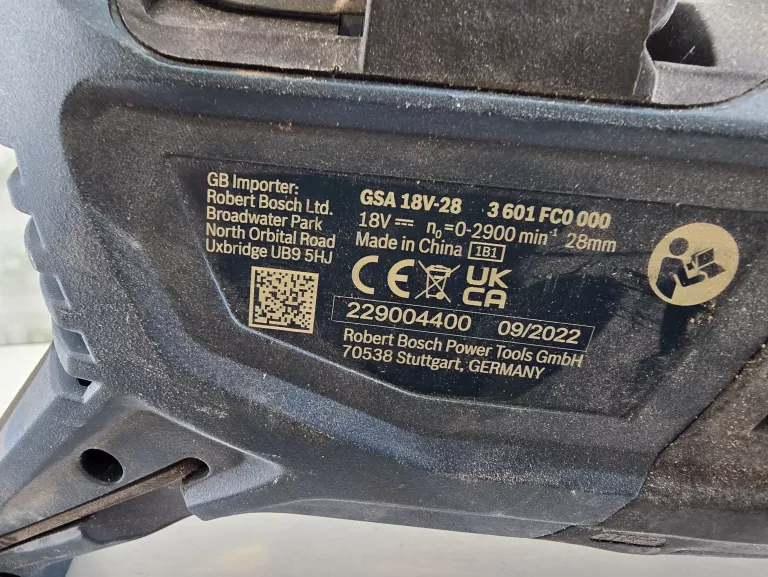 GB Importer:
Robert Bosch Ltd.
Broadwater Park
North Orbital Road
Uxbridge UB9 5HJ
GSA 18V-28 3 601 FC0 000
18V ⎓ n₀=0-2900 min⁻¹ 28mm
Made in China 1B1
CE UK
CA
229004400 09/2022
Robert Bosch Power Tools GmbH
70538 Stuttgart, GERMANY